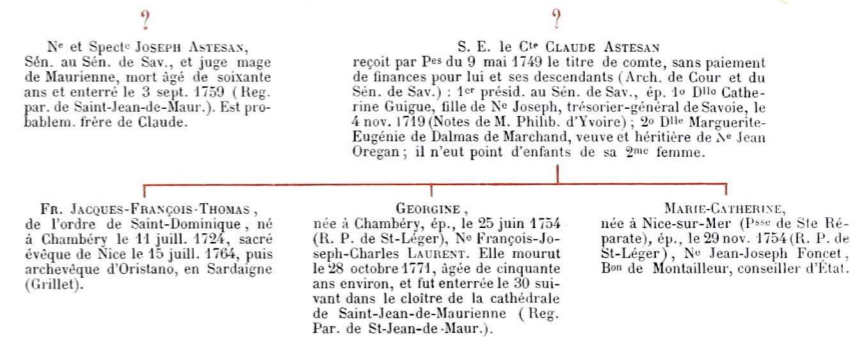 ?
Nᵉ et Spectᵉ JOSEPH ASTESAN,
Sén. au Sén. de Sav., et juge mage
de Maurienne, mort âgé de soixante
ans et enterré le 3 sept. 1759 (Reg.
par. de Saint-Jean-de-Maur.). Est pro-
bablem. frère de Claude.
?
S. E. le Cᵗᵉ CLAUDE ASTESAN
reçoit par Pᵉˢ du 9 mai 1749 le titre de comte, sans paiement
de finances pour lui et ses descendants (Arch. de Cour et du
Sén. de Sav.) : 1ᵉʳ présid. au Sén. de Sav., ép. 1º Dˡˡᵉ Cathe-
rine Guigue, fille de Nᵉ Joseph, trésorier-général de Savoie, le
4 nov. 1719 (Notes de M. Philib. d'Yvoire) ; 2º Dˡˡᵉ Marguerite-
Eugénie de Dalmas de Marchand, veuve et héritière de Nᵉ Jean
Oregan ; il n'eut point d'enfants de sa 2ᵐᵉ femme.
FR. JACQUES-FRANÇOIS-THOMAS,
de l'ordre de Saint-Dominique, né
à Chambéry le 11 juill. 1724, sacré
évêque de Nice le 15 juill. 1764, puis
archevêque d'Oristano, en Sardaigne
(Grillet).
GEORGINE,
née à Chambéry, ép., le 25 juin 1754
(R. P. de St-Léger), Nᵉ François-Jo-
seph-Charles LAURENT. Elle mourut
le 28 octobre 1771, âgée de cinquante
ans environ, et fut enterrée le 30 sui-
vant dans le cloître de la cathédrale
de Saint-Jean-de-Maurienne (Reg.
Par. de St-Jean-de-Maur.).
MARIE-CATHERINE,
née à Nice-sur-Mer (Pˢˢᵉ de Ste Ré-
parate), ép., le 29 nov. 1754 (R. P. de
St-Léger), Nᵉ Jean-Joseph Foncet,
Bᵒⁿ de Montailleur, conseiller d'État.